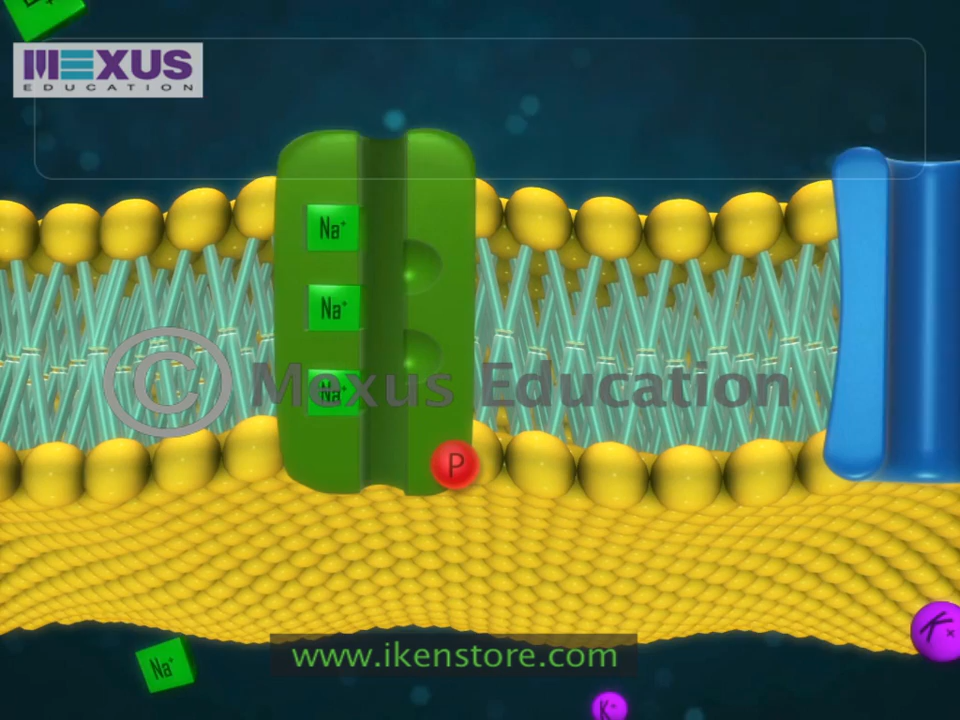 MEXUS
EDUCATION
Na⁺
Na⁺
Na⁺
© Mexus Education
P
K⁺
Na⁺
www.ikenstore.com
K⁺